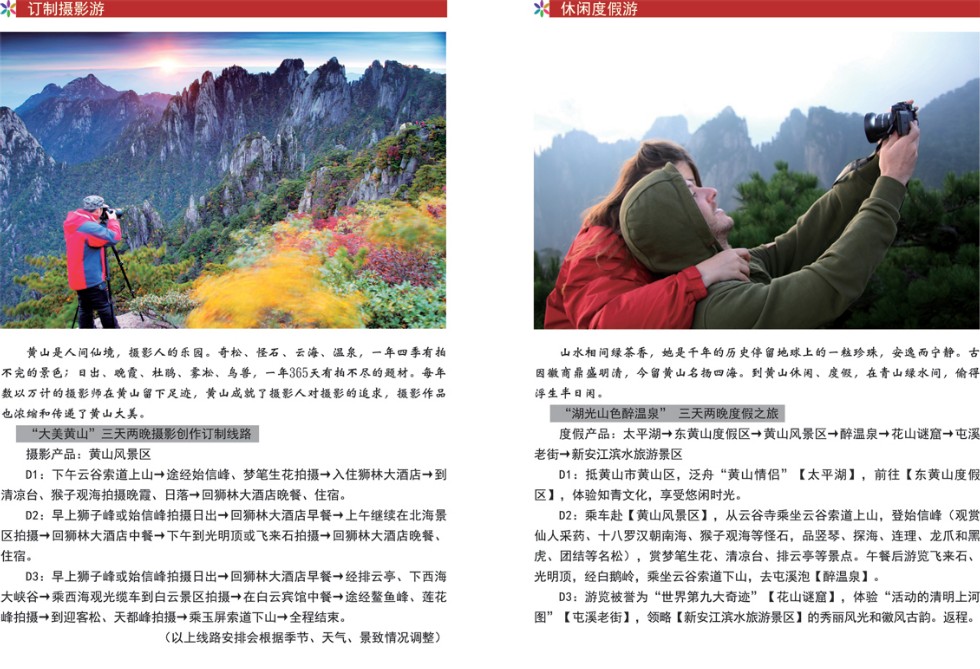 订制摄影游
黄山是人间仙境，摄影人的乐园。奇松、怪石、云海、温泉，一年四季有拍
不完的景色；日出、晚霞、杜鹃、雾凇、鸟兽，一年365天有拍不尽的题材。每年
数以万计的摄影师在黄山留下足迹，黄山成就了摄影人对摄影的追求，摄影作品
也浓缩和传递了黄山大美。
“大美黄山”三天两晚摄影创作订制线路
摄影产品：黄山风景区
D1：下午云谷索道上山→途经始信峰、梦笔生花拍摄→入住狮林大酒店→到
清凉台、猴子观海拍摄晚霞、日落→回狮林大酒店晚餐、住宿。
D2：早上狮子峰或始信峰拍摄日出→回狮林大酒店早餐→上午继续在北海景
区拍摄→回狮林大酒店中餐→下午到光明顶或飞来石拍摄→回狮林大酒店晚餐、
住宿。
D3：早上狮子峰或始信峰拍摄日出→回狮林大酒店早餐→经排云亭、下西海
大峡谷→乘西海观光缆车到白云景区拍摄→在白云宾馆中餐→途经鳌鱼峰、莲花
峰拍摄→到迎客松、天都峰拍摄→乘玉屏索道下山→全程结束。
（以上线路安排会根据季节、天气、景致情况调整）
休闲度假游
山水相间绿茶香，她是千年的历史停留地球上的一粒珍珠，安逸而宁静。古
因徽商鼎盛明清，今留黄山名扬四海。到黄山休闲、度假，在青山绿水间，偷得
浮生半日闲。
“湖光山色醉温泉” 三天两晚度假之旅
度假产品：太平湖→东黄山度假区→黄山风景区→醉温泉→花山谜窟→屯溪
老街→新安江滨水旅游景区
D1：抵黄山市黄山区，泛舟“黄山情侣”【太平湖】，前往【东黄山度假
区】，体验知青文化，享受悠闲时光。
D2：乘车赴【黄山风景区】，从云谷寺乘坐云谷索道上山，登始信峰（观赏
仙人采药、十八罗汉朝南海、猴子观海等怪石，品竖琴、探海、连理、龙爪和黑
虎、团结等名松），赏梦笔生花、清凉台、排云亭等景点。午餐后游览飞来石、
光明顶，经白鹅岭，乘坐云谷索道下山，去屯溪泡【醉温泉】。
D3：游览被誉为“世界第九大奇迹”【花山谜窟】，体验“活动的清明上河
图”【屯溪老街】，领略【新安江滨水旅游景区】的秀丽风光和徽风古韵。返程。